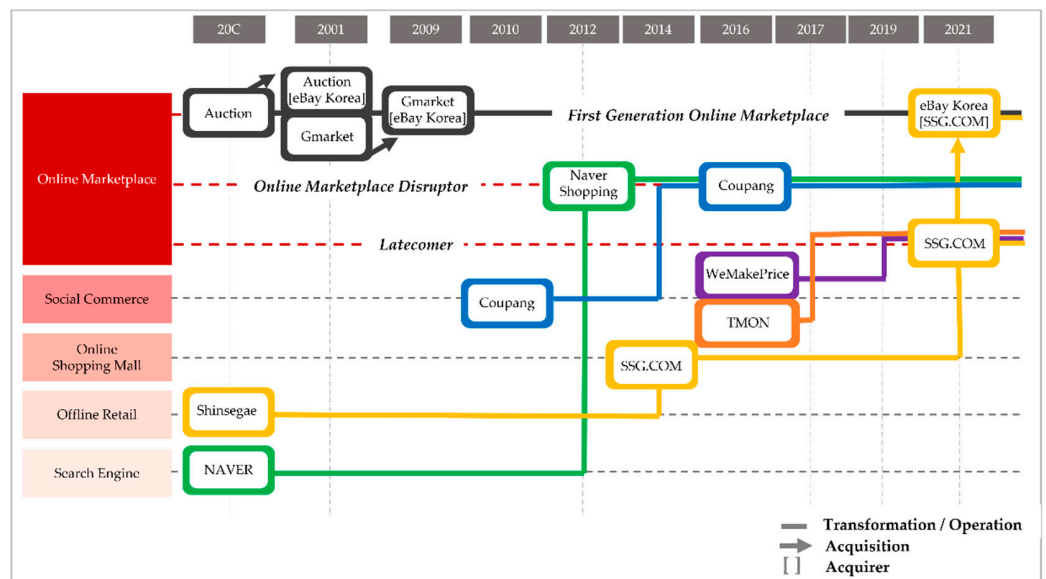 20C
2001
2009
2010
2012
2014
2016
2017
2019
2021
Online Marketplace
Auction
Auction
[eBay Korea]
Gmarket
Gmarket
[eBay Korea]
First Generation Online Marketplace
eBay Korea
[SSG.COM]
Online Marketplace Disruptor
Naver
Shopping
Coupang
Latecomer
SSG.COM
WeMakePrice
Social Commerce
Coupang
TMON
Online
Shopping Mall
SSG.COM
Offline Retail
Shinsegae
Search Engine
NAVER
Transformation / Operation
Acquisition
[ ] Acquirer